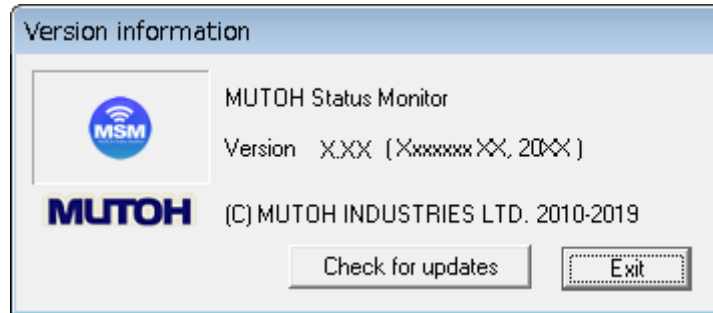 Version information
MSM
MUTOH Status Monitor
Version X.XX ( Xxxxxxx XX, 20XX )
MUTOH
(C) MUTOH INDUSTRIES LTD. 2010-2019
Check for updates
Exit